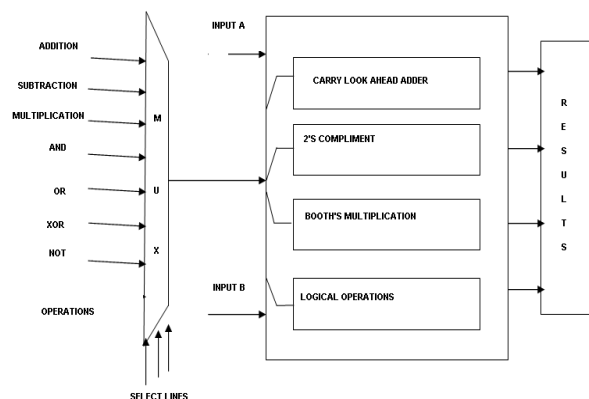 ADDITION
SUBTRACTION
MULTIPLICATION
AND
OR
XOR
NOT
OPERATIONS
M
U
X
SELECT LINES
INPUT A
INPUT B
CARRY LOOK AHEAD ADDER
2'S COMPLIMENT
BOOTH'S MULTIPLICATION
LOGICAL OPERATIONS
R
E
S
U
L
T
S